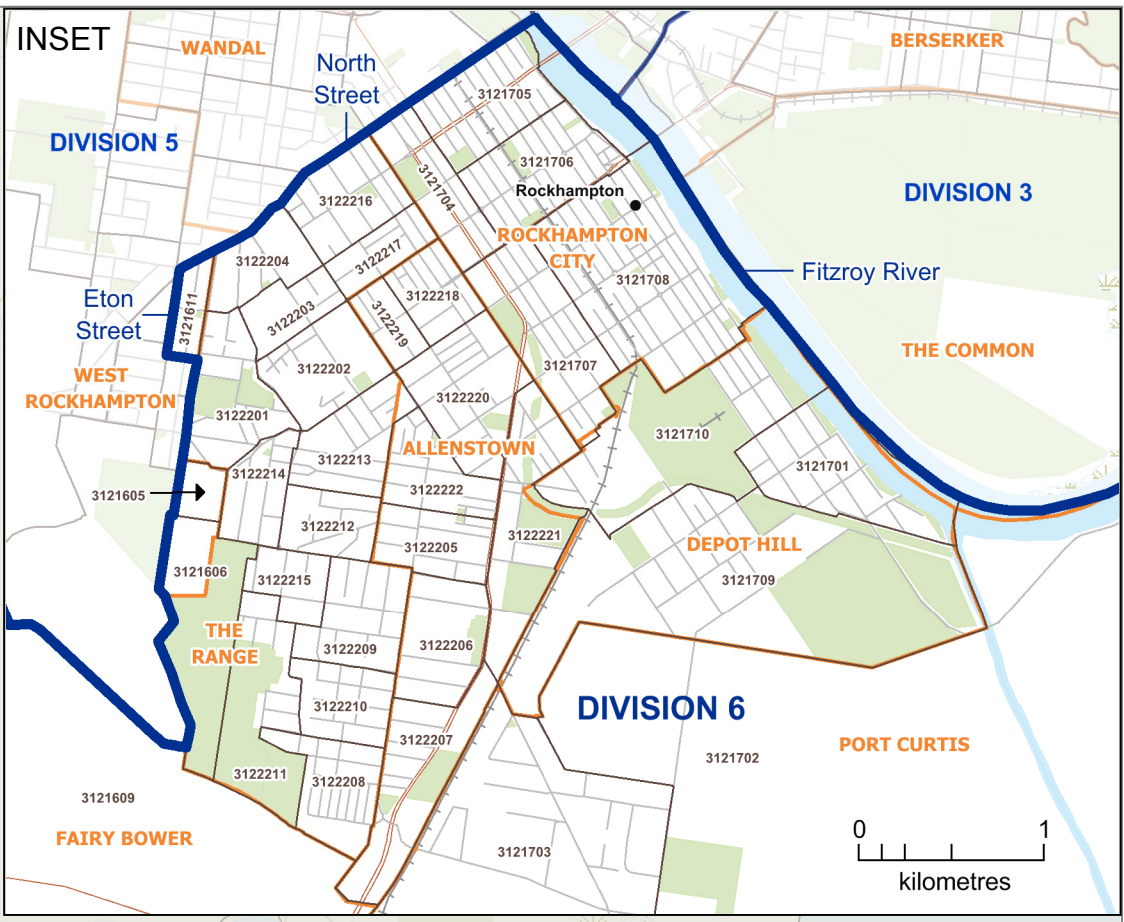 INSET
WANDAL
North
Street
BERSERKER
3121705
DIVISION 5
3121706
3121704
Rockhampton
DIVISION 3
3122216
ROCKHAMPTON
CITY
3122204
3122217
Fitzroy River
3121708
Eton
Street
3121611
3122203
3122218
3122219
THE COMMON
WEST
ROCKHAMPTON
3122202
3121707
3122220
3122201
3121710
ALLENSTOWN
3122213
3122214
3121701
3121605
3122222
3122212
3122221
3122205
DEPOT HILL
3121606
3122215
3121709
THE
RANGE
3122206
3122209
3122210
DIVISION 6
3122207
PORT CURTIS
3121702
3122211
3122208
3121609
FAIRY BOWER
3121703
0 1
kilometres